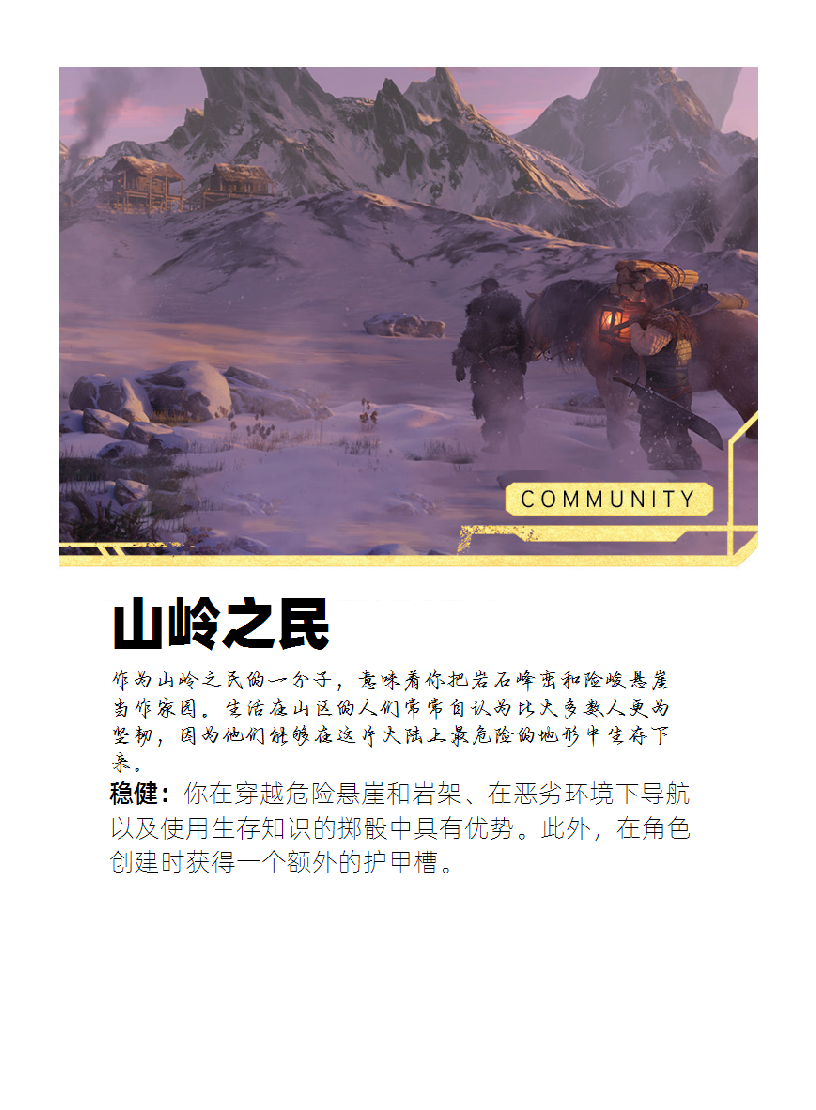 COMMUNITY
山岭之民
作为山岭之民的一分子，意味着你把岩石峰峦和险峻悬崖
当作家园。生活在山区的人们常常自认为比大多数人更为
坚韧，因为他们能够在这片大陆上最危险的地形中生存下
来。
稳健：你在穿越危险悬崖和岩架、在恶劣环境下导航
以及使用生存知识的掷骰中具有优势。此外，在角色
创建时获得一个额外的护甲槽。